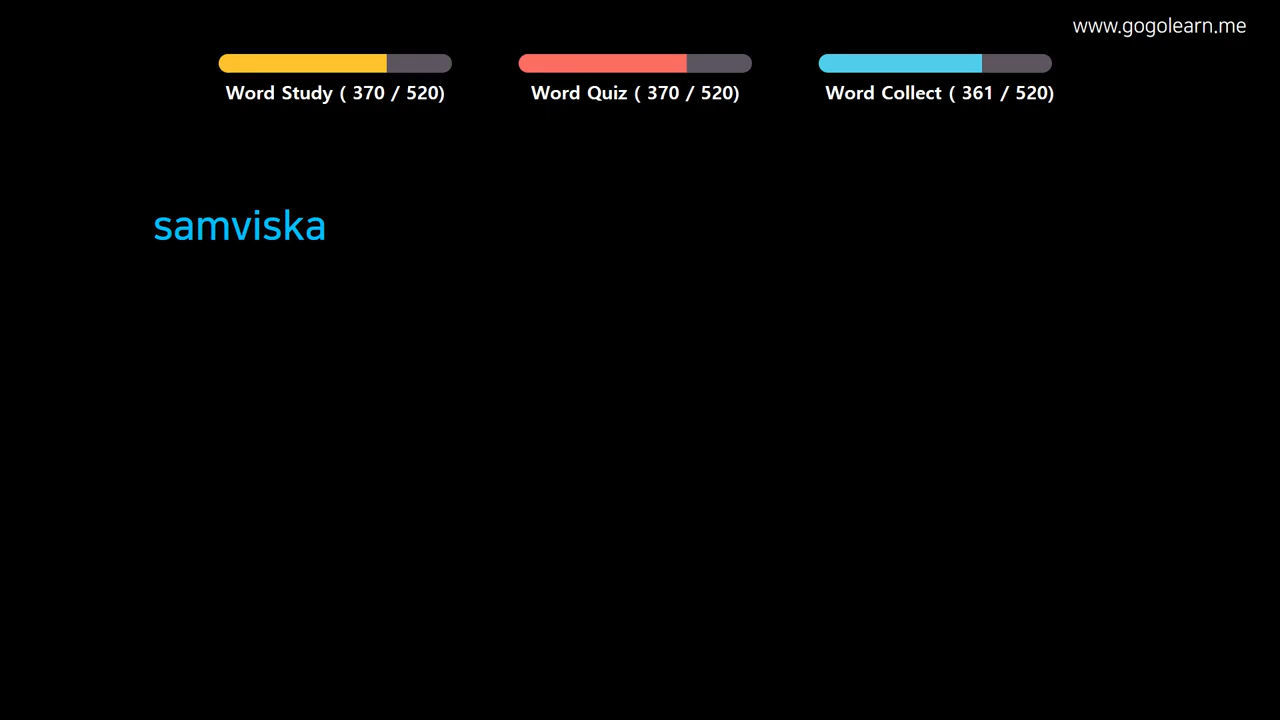 www.gogolearn.me
Word Study ( 370 / 520)
Word Quiz ( 370 / 520)
Word Collect ( 361 / 520)
samviska